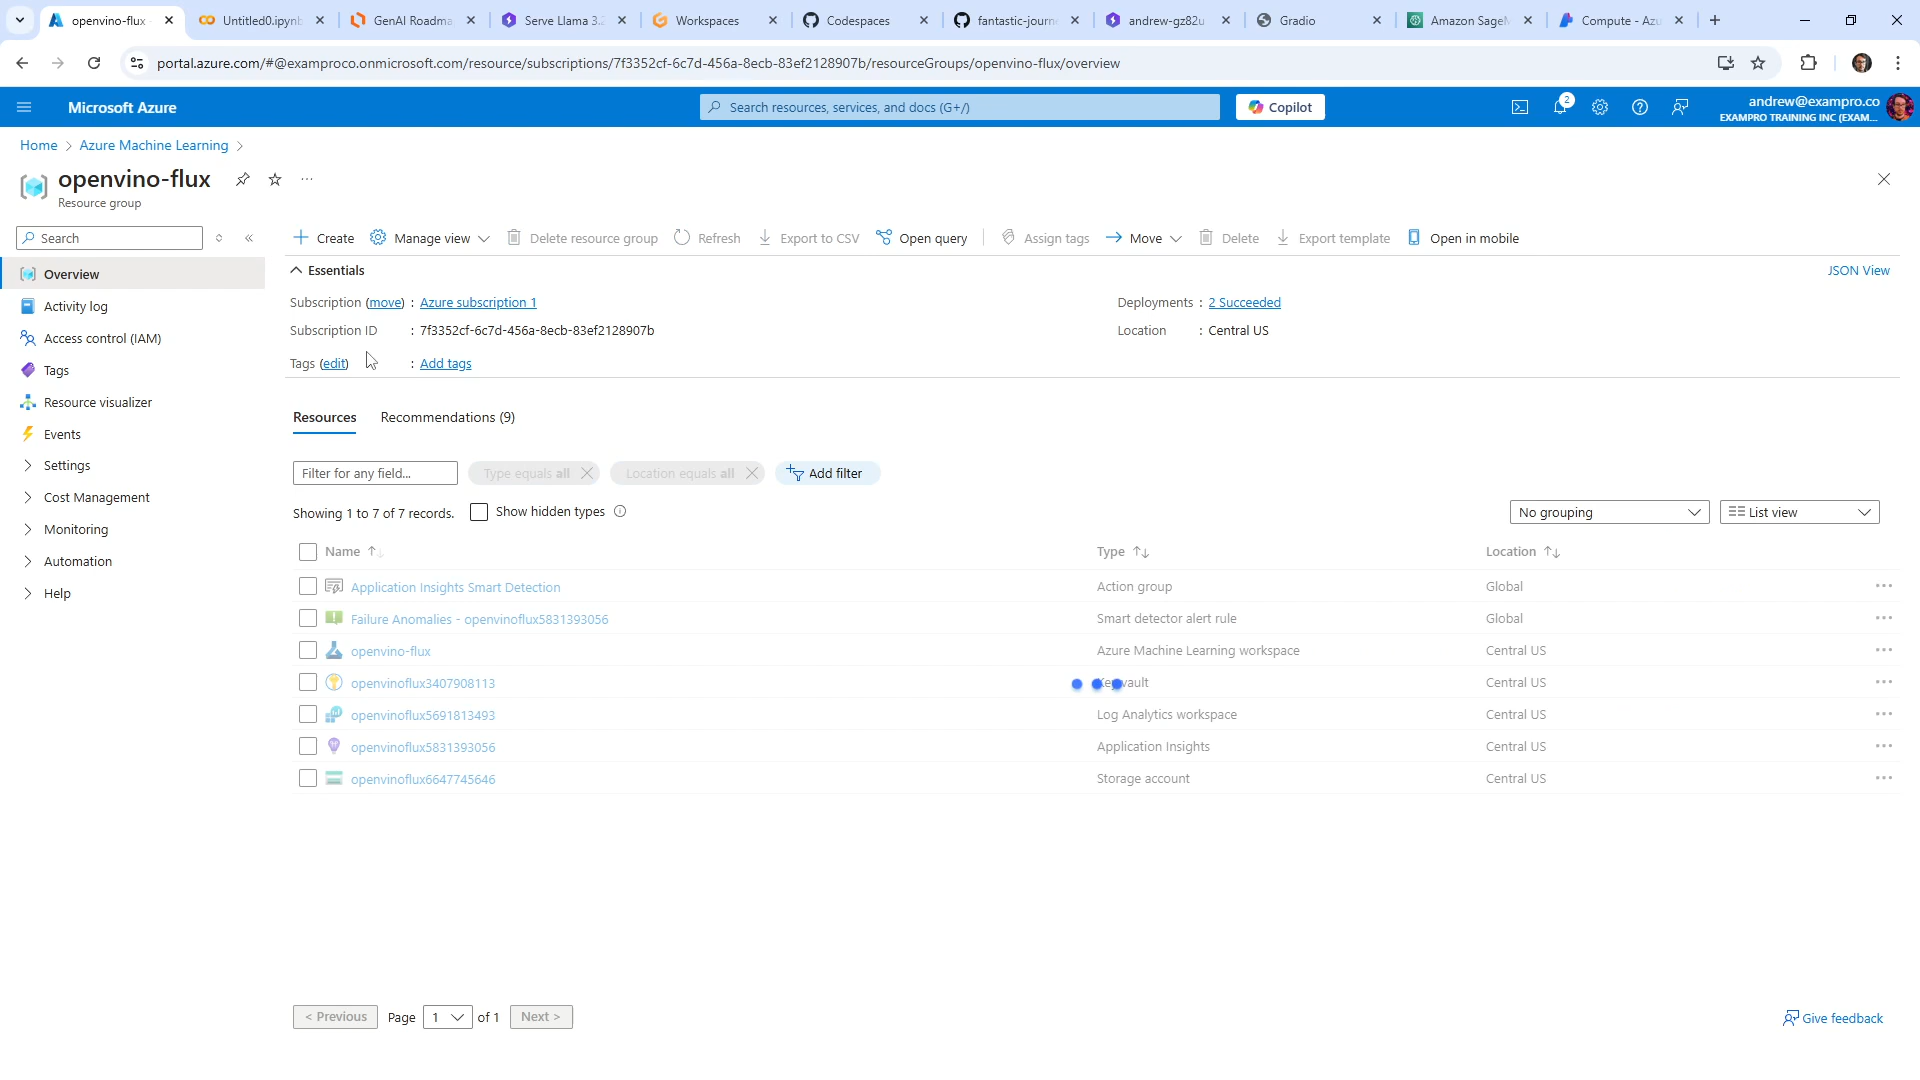 openvino-flux
Untitled0.ipynb
GenAI Roadma
Serve Llama 3.2
Workspaces
Codespaces
fantastic-journe
andrew-gz82u
Gradio
Amazon SageM
Compute - Azu
portal.azure.com/#@examproco.onmicrosoft.com/resource/subscriptions/7f3352cf-6c7d-456a-8ecb-83ef2128907b/resourceGroups/openvino-flux/overview
Microsoft Azure
Search resources, services, and docs (G+/)
Copilot
2
andrew@exampro.co
EXAMPRO TRAINING INC (EXAM...
Home > Azure Machine Learning >
openvino-flux
Resource group
Search
Create
Manage view
Delete resource group
Refresh
Export to CSV
Open query
Assign tags
Move
Delete
Export template
Open in mobile
Overview
Activity log
Access control (IAM)
Tags
Resource visualizer
Events
Settings
Cost Management
Monitoring
Automation
Help
Essentials
JSON View
Subscription (move) : Azure subscription 1
Subscription ID : 7f3352cf-6c7d-456a-8ecb-83ef2128907b
Tags (edit) : Add tags
Deployments : 2 Succeeded
Location : Central US
Resources
Recommendations (9)
Filter for any field...
Type equals all
Location equals all
Add filter
Showing 1 to 7 of 7 records.
Show hidden types
No grouping
List view
Name Type Location
Application Insights Smart Detection Action group Global
Failure Anomalies - openvinoflux5831393056 Smart detector alert rule Global
openvino-flux Azure Machine Learning workspace Central US
openvinoflux3407908113 Key vault Central US
openvinoflux5691813493 Log Analytics workspace Central US
openvinoflux5831393056 Application Insights Central US
openvinoflux6647745646 Storage account Central US
< Previous Page 1 of 1 Next >
Give feedback